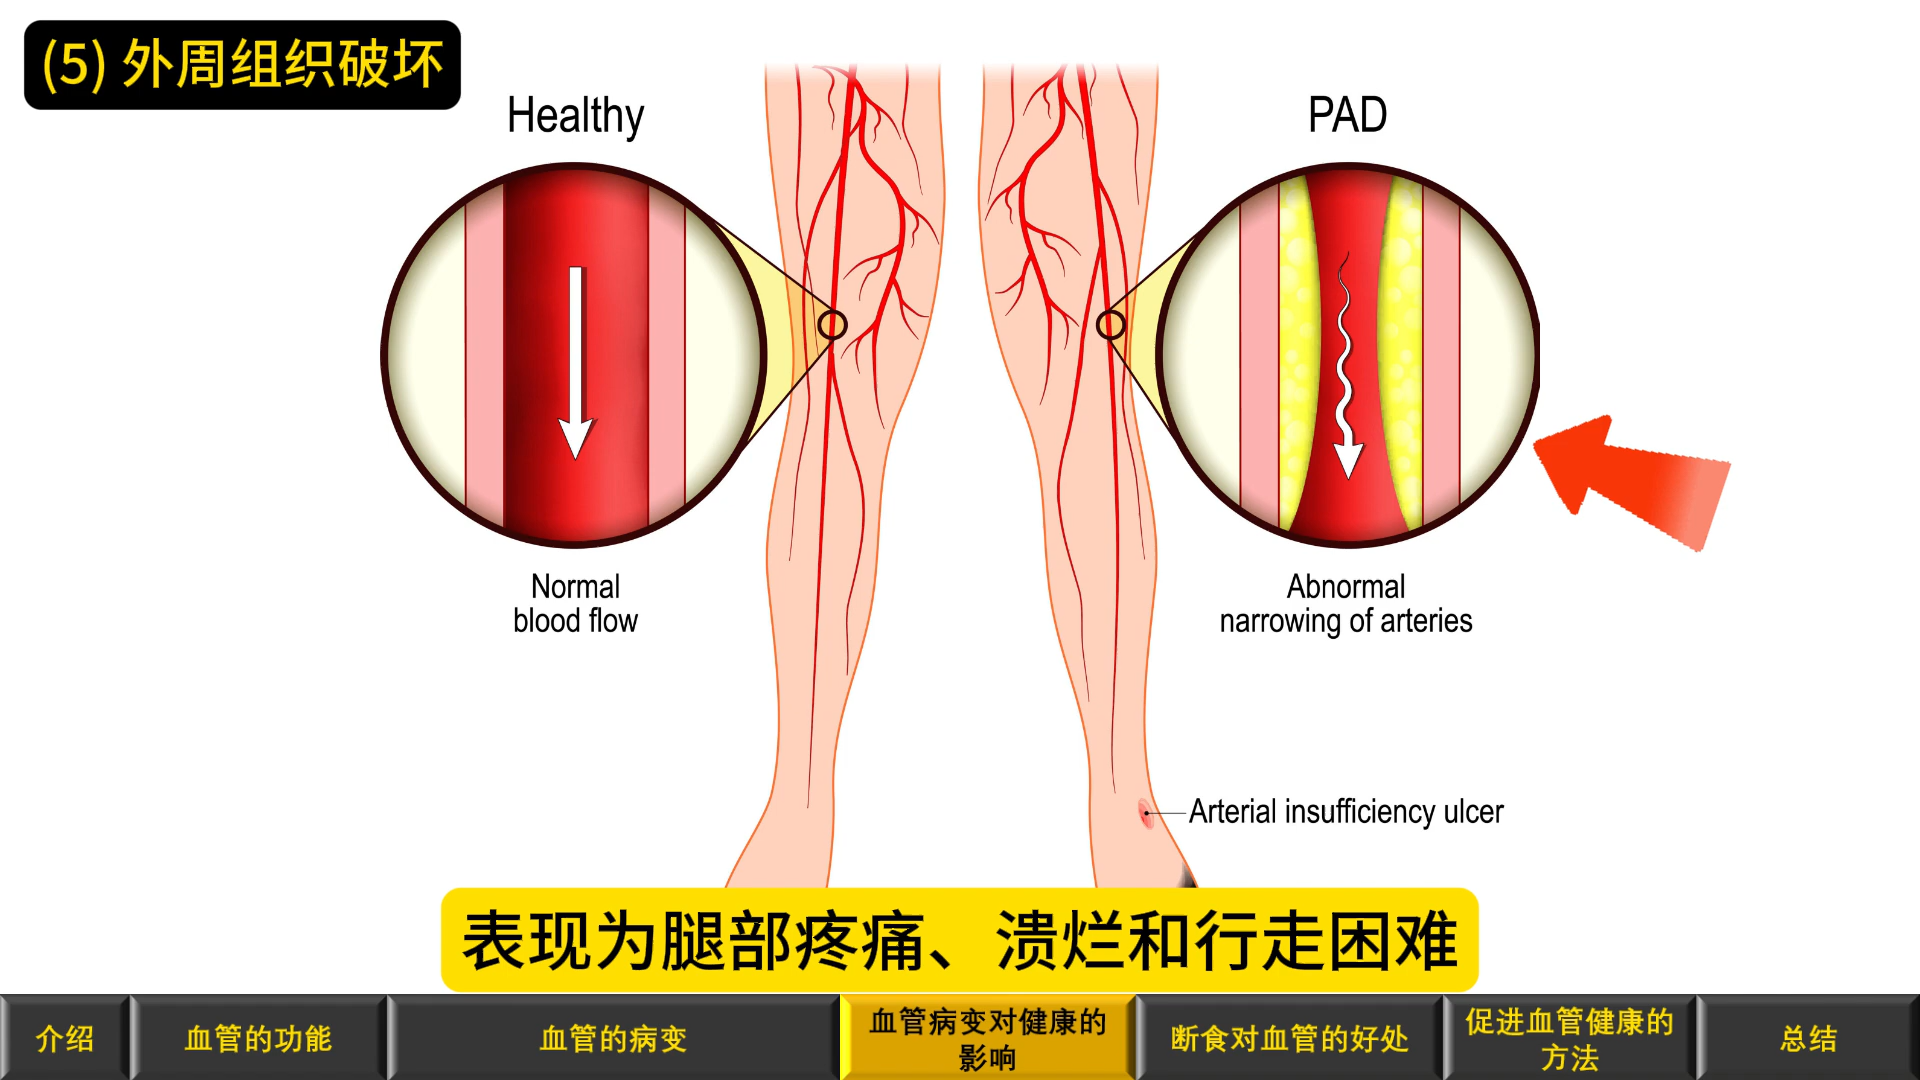 (5) 外周组织破坏
Healthy
PAD
Normal
blood flow
Abnormal
narrowing of arteries
Arterial insufficiency ulcer
表现为腿部疼痛、溃烂和行走困难
介绍
血管的功能
血管的病变
血管病变对健康的
影响
断食对血管的好处
促进血管健康的
方法
总结